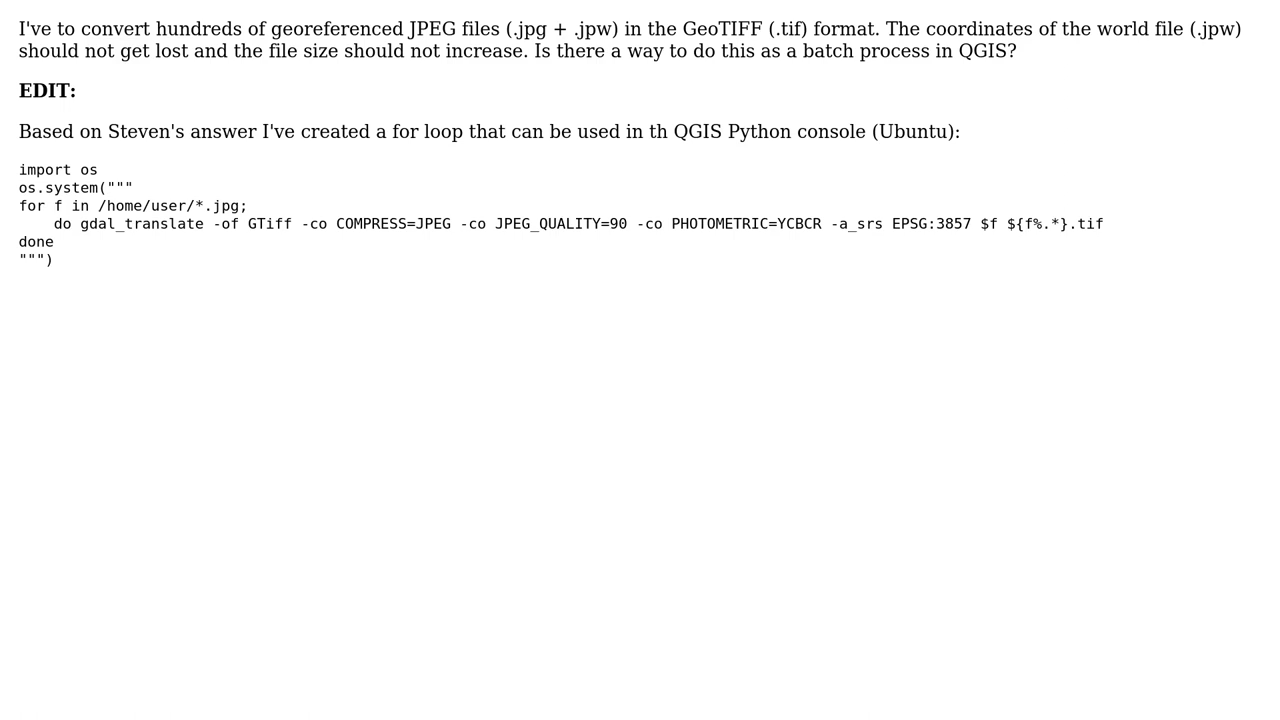 I've to convert hundreds of georeferenced JPEG files (.jpg + .jpw) in the GeoTIFF (.tif) format. The coordinates of the world file (.jpw)
should not get lost and the file size should not increase. Is there a way to do this as a batch process in QGIS?
EDIT:
Based on Steven's answer I've created a for loop that can be used in th QGIS Python console (Ubuntu):
import os
os.system("""
for f in /home/user/*.jpg;
    do gdal_translate -of GTiff -co COMPRESS=JPEG -co JPEG_QUALITY=90 -co PHOTOMETRIC=YCBCR -a_srs EPSG:3857 $f ${f%.*}.tif
done
""")